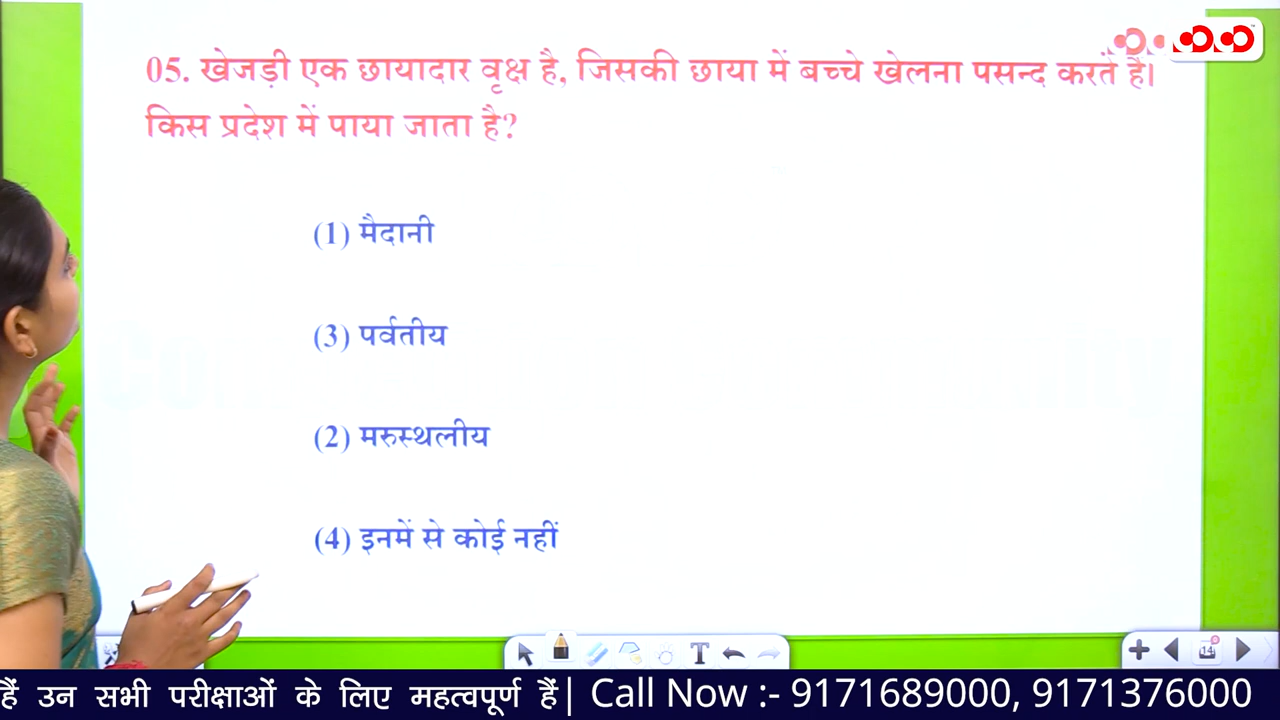 05. खेजड़ी एक छायादार वृक्ष है, जिसकी छाया में बच्चे खेलना पसन्द करते हैं।
किस प्रदेश में पाया जाता है?
(1) मैदानी
(3) पर्वतीय
(2) मरुस्थलीय
(4) इनमें से कोई नहीं
T
14
हैं उन सभी परीक्षाओं के लिए महत्वपूर्ण हैं| Call Now :- 9171689000, 9171376000